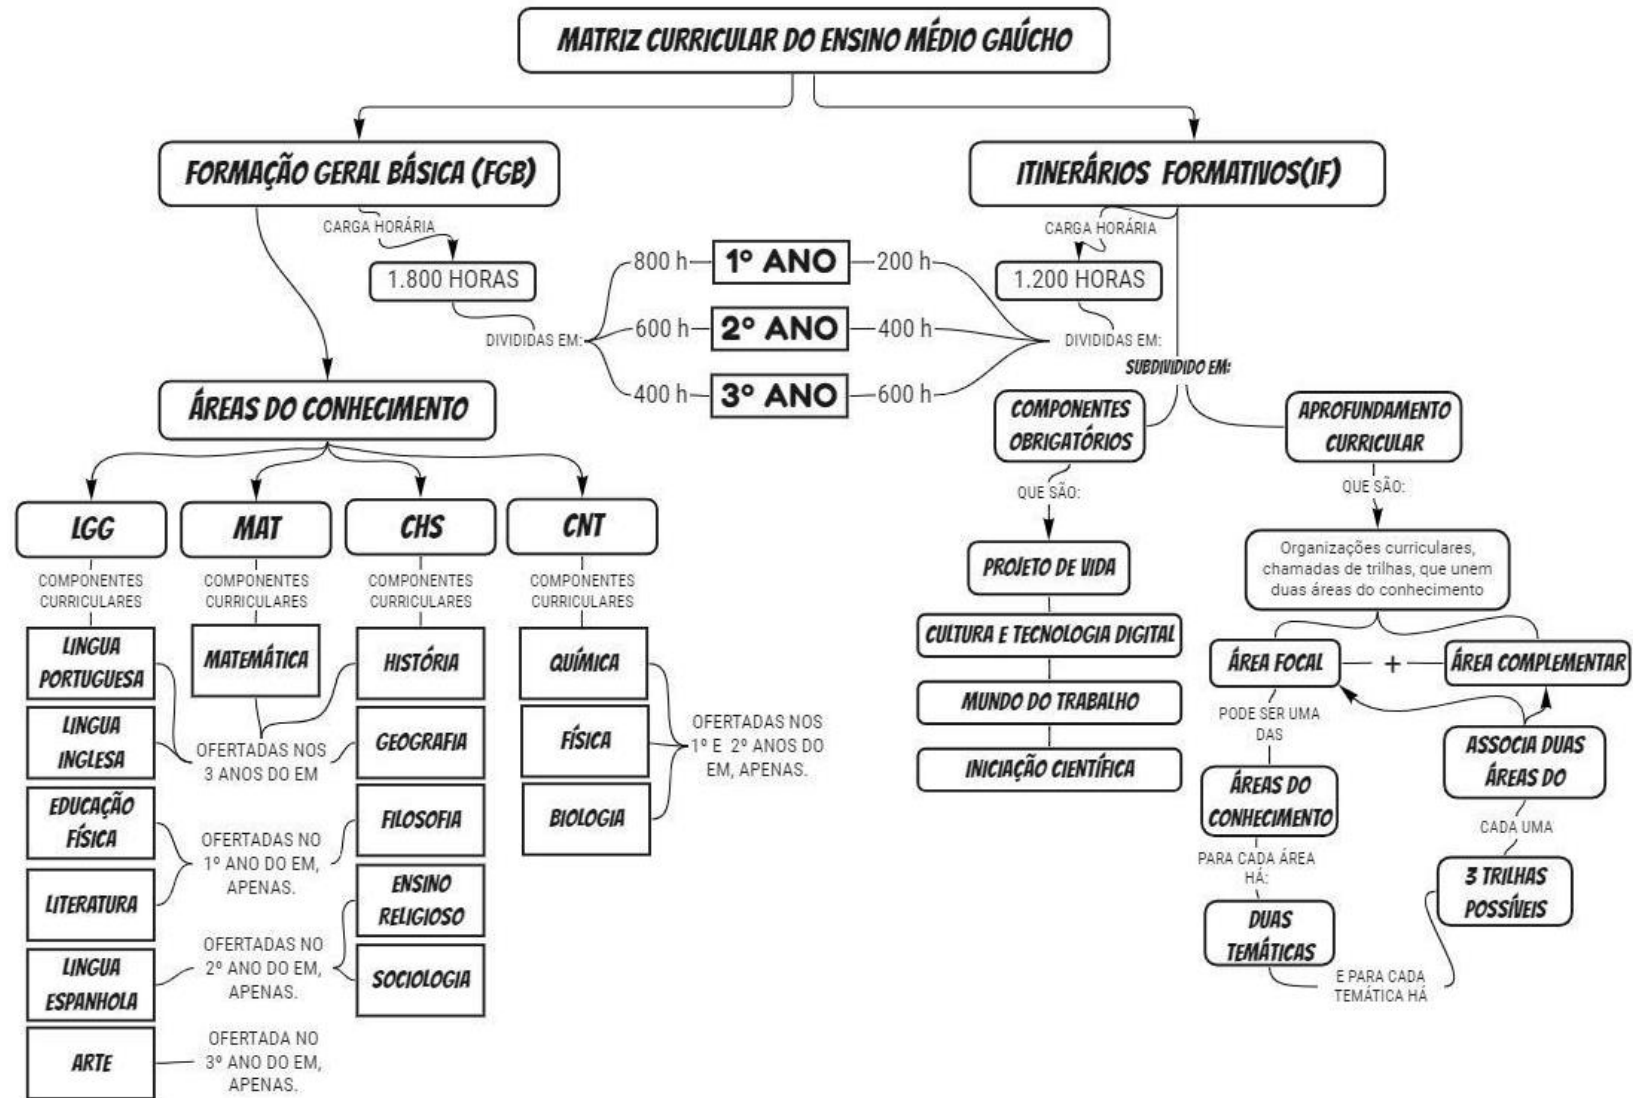 MATRIZ CURRICULAR DO ENSINO MÉDIO GAÚCHO
FORMAÇÃO GERAL BÁSICA (FGB)
CARGA HORÁRIA
1.800 HORAS
DIVIDIDAS EM:
800 h
1º ANO
200 h
600 h
2º ANO
400 h
400 h
3º ANO
600 h
ITINERÁRIOS FORMATIVOS(IF)
CARGA HORÁRIA
1.200 HORAS
DIVIDIDAS EM:
SUBDIVIDIDO EM:
ÁREAS DO CONHECIMENTO
LGG
COMPONENTES
CURRICULARES
LINGUA
PORTUGUESA
LINGUA
INGLESA
EDUCAÇÃO
FÍSICA
LITERATURA
LINGUA
ESPANHOLA
ARTE
MAT
COMPONENTES
CURRICULARES
MATEMÁTICA
OFERTADAS NOS
3 ANOS DO EM
OFERTADAS NO
1º ANO DO EM,
APENAS.
OFERTADAS NO
2º ANO DO EM,
APENAS.
OFERTADA NO
3º ANO DO EM,
APENAS.
CHS
COMPONENTES
CURRICULARES
HISTÓRIA
GEOGRAFIA
FILOSOFIA
ENSINO
RELIGIOSO
SOCIOLOGIA
CNT
COMPONENTES
CURRICULARES
QUÍMICA
FÍSICA
BIOLOGIA
OFERTADAS NOS
1º E 2º ANOS DO
EM, APENAS.
COMPONENTES
OBRIGATÓRIOS
QUE SÃO:
PROJETO DE VIDA
CULTURA E TECNOLOGIA DIGITAL
MUNDO DO TRABALHO
INICIAÇÃO CIENTÍFICA
APROFUNDAMENTO
CURRICULAR
QUE SÃO:
Organizações curriculares,
chamadas de trilhas, que unem
duas áreas do conhecimento
ÁREA FOCAL
+
ÁREA COMPLEMENTAR
PODE SER UMA
DAS
ÁREAS DO
CONHECIMENTO
PARA CADA ÁREA
HÁ:
DUAS
TEMÁTICAS
E PARA CADA
TEMÁTICA HÁ
3 TRILHAS
POSSÍVEIS
CADA UMA
ASSOCIA DUAS
ÁREAS DO